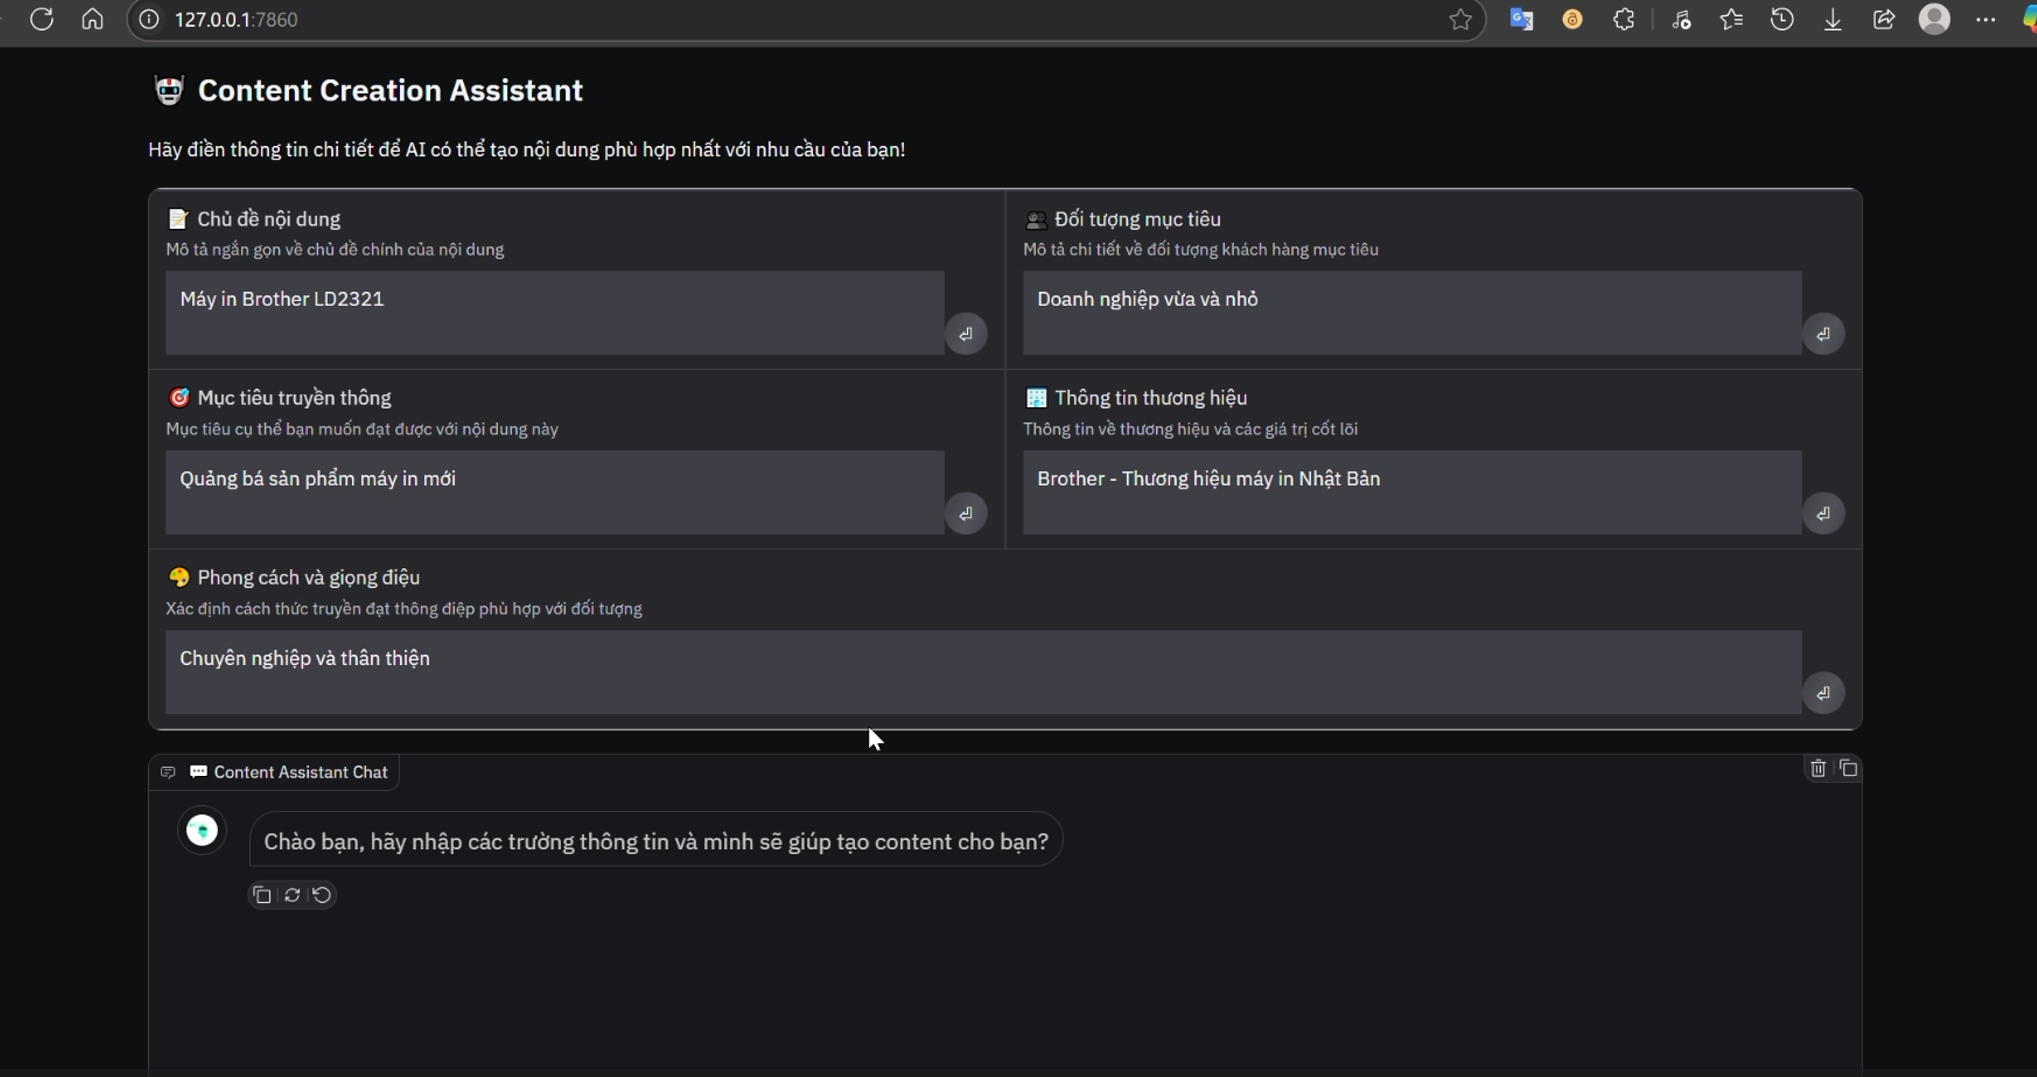 127.0.0.1:7860
Content Creation Assistant
Hãy điền thông tin chi tiết để AI có thể tạo nội dung phù hợp nhất với nhu cầu của bạn!
Chủ đề nội dung
Mô tả ngắn gọn về chủ đề chính của nội dung
Máy in Brother LD2321
Đối tượng mục tiêu
Mô tả chi tiết về đối tượng khách hàng mục tiêu
Doanh nghiệp vừa và nhỏ
Mục tiêu truyền thông
Mục tiêu cụ thể bạn muốn đạt được với nội dung này
Quảng bá sản phẩm máy in mới
Thông tin thương hiệu
Thông tin về thương hiệu và các giá trị cốt lõi
Brother - Thương hiệu máy in Nhật Bản
Phong cách và giọng điệu
Xác định cách thức truyền đạt thông điệp phù hợp với đối tượng
Chuyên nghiệp và thân thiện
Content Assistant Chat
Chào bạn, hãy nhập các trường thông tin và mình sẽ giúp tạo content cho bạn?